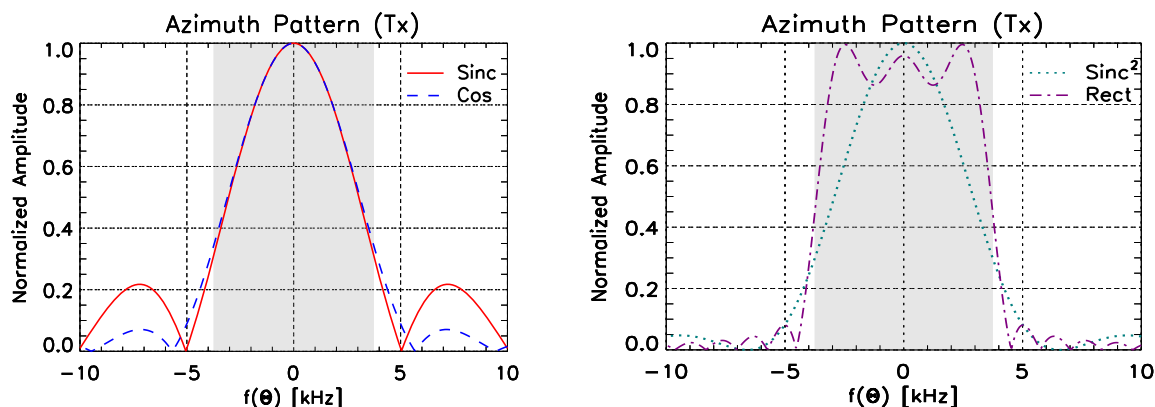 Azimuth Pattern (Tx)
1.0
0.8
0.6
0.4
0.2
0.0
Normalized Amplitude
Sinc
Cos
−10
−5
0
5
10
f(Θ) [kHz]
Azimuth Pattern (Tx)
1.0
0.8
0.6
0.4
0.2
0.0
Normalized Amplitude
Sinc²
Rect
−10
−5
0
5
10
f(Θ) [kHz]